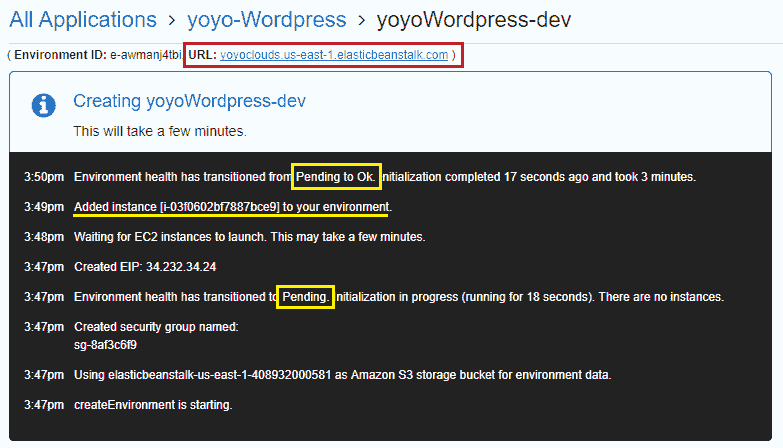 All Applications > yoyo-Wordpress > yoyoWordpress-dev
( Environment ID: e-awmanj4tbi, URL: yoyoclouds.us-east-1.elasticbeanstalk.com )
Creating yoyoWordpress-dev
This will take a few minutes.
3:50pm Environment health has transitioned from Pending to Ok. Initialization completed 17 seconds ago and took 3 minutes.
3:49pm Added instance [i-03f0602bf7887bce9] to your environment.
3:48pm Waiting for EC2 instances to launch. This may take a few minutes.
3:47pm Created EIP: 34.232.34.24
3:47pm Environment health has transitioned to Pending. Initialization in progress (running for 18 seconds). There are no instances.
3:47pm Created security group named:
sg-8af3c6f9
3:47pm Using elasticbeanstalk-us-east-1-408932000581 as Amazon S3 storage bucket for environment data.
3:47pm createEnvironment is starting.